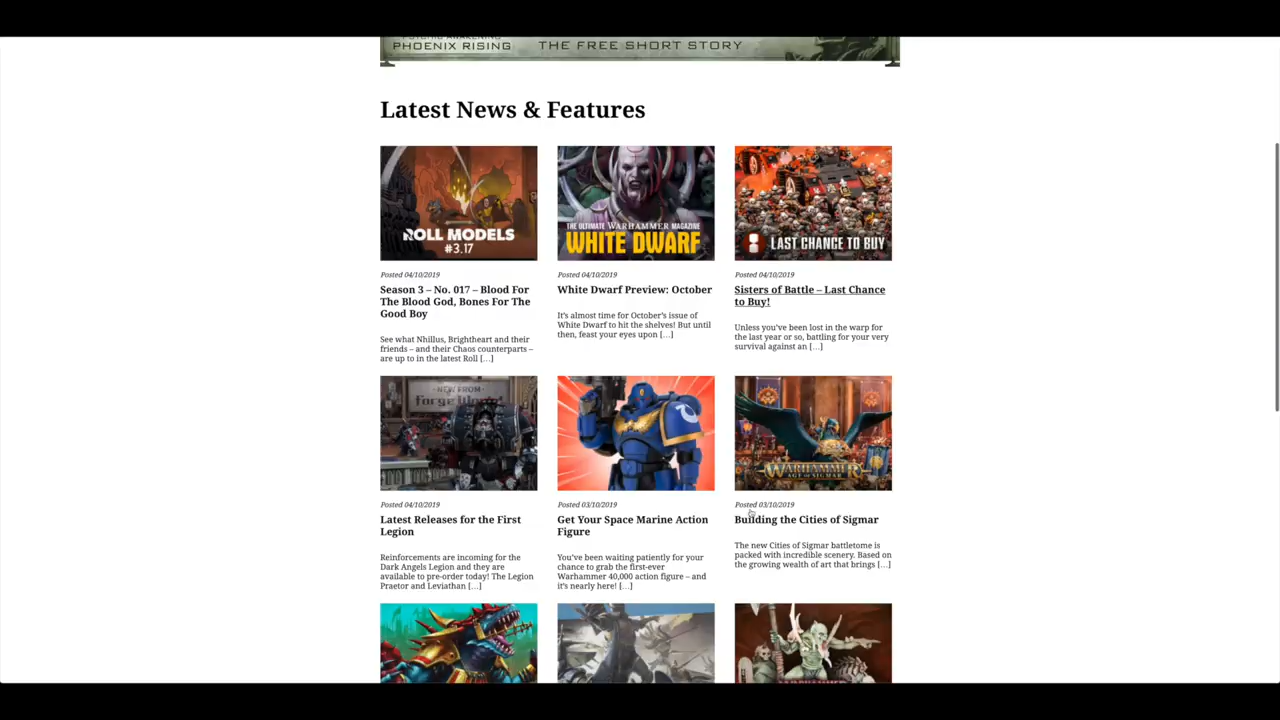 PHOENIX RISING THE FREE SHORT STORY
Latest News & Features
ROLL MODELS
#3.17
THE ULTIMATE WARHAMMER MAGAZINE
WHITE DWARF
LAST CHANCE TO BUY
Posted 04/10/2019
Season 3 – No. 017 – Blood For
The Blood God, Bones For The
Good Boy
See what Nhillus, Brightheart and their
friends – and their Chaos counterparts –
are up to in the latest Roll […]
Posted 04/10/2019
White Dwarf Preview: October
It's almost time for October's issue of
White Dwarf to hit the shelves! But until
then, feast your eyes upon […]
Posted 04/10/2019
Sisters of Battle – Last Chance
to Buy!
Unless you've been lost in the warp for
the last year or so, battling for your very
survival against an […]
NEW FROM
Forge World
WARHAMMER
AGE OF SIGMAR
Posted 04/10/2019
Latest Releases for the First
Legion
Reinforcements are incoming for the
Dark Angels Legion and they are
available to pre-order today! The Legion
Praetor and Leviathan […]
Posted 03/10/2019
Get Your Space Marine Action
Figure
You've been waiting patiently for your
chance to grab the first-ever
Warhammer 40,000 action figure – and
it's nearly here! […]
Posted 03/10/2019
Building the Cities of Sigmar
The new Cities of Sigmar battletome is
packed with incredible scenery. Based on
the growing wealth of art that brings […]